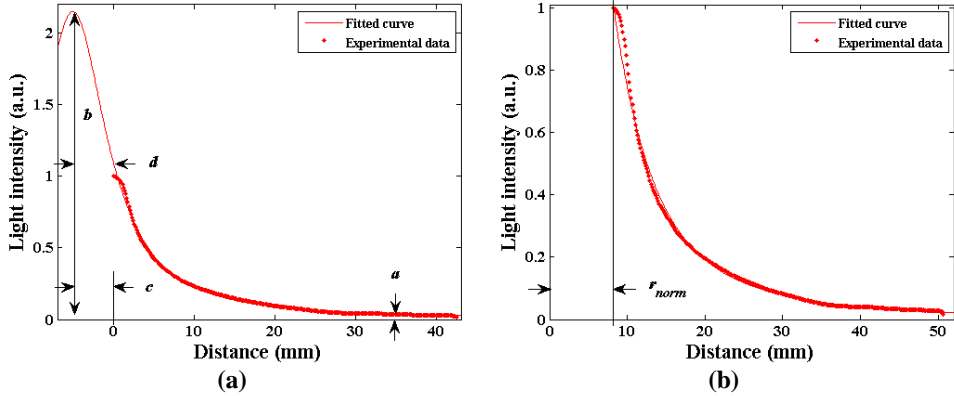 2
1.5
1
0.5
0
Light intensity (a.u.)
0 10 20 30 40
Distance (mm)
Fitted curve
Experimental data
b
d
c
a
(a)
1
0.8
0.6
0.4
0.2
0
Light intensity (a.u.)
0 10 20 30 40 50
Distance (mm)
Fitted curve
Experimental data
r_norm
(b)